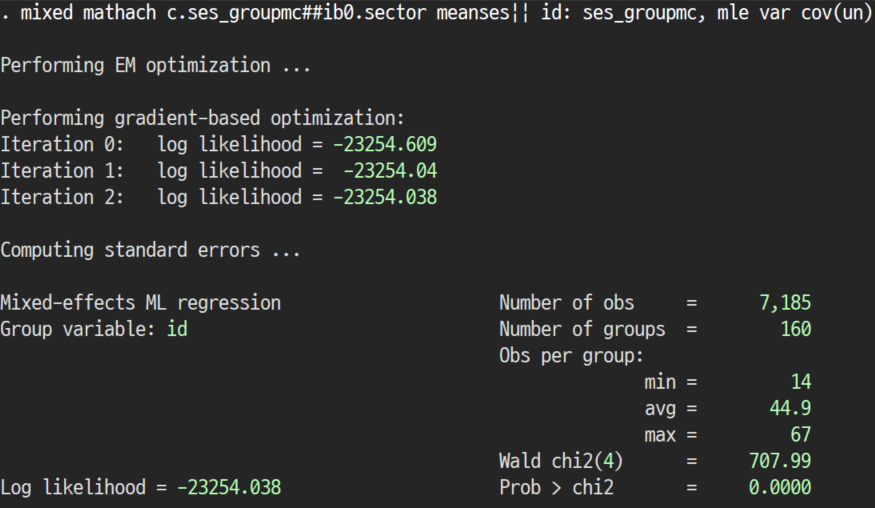 . mixed mathach c.ses_groupmc##ib0.sector meanses|| id: ses_groupmc, mle var cov(un)
Performing EM optimization ...
Performing gradient-based optimization:
Iteration 0:   log likelihood = -23254.609
Iteration 1:   log likelihood =  -23254.04
Iteration 2:   log likelihood = -23254.038
Computing standard errors ...
Mixed-effects ML regression                     Number of obs     =      7,185
Group variable: id                              Number of groups  =        160
                                                Obs per group:
                                                              min =         14
                                                              avg =       44.9
                                                              max =         67
                                                Wald chi2(4)      =     707.99
Log likelihood = -23254.038                     Prob > chi2       =     0.0000